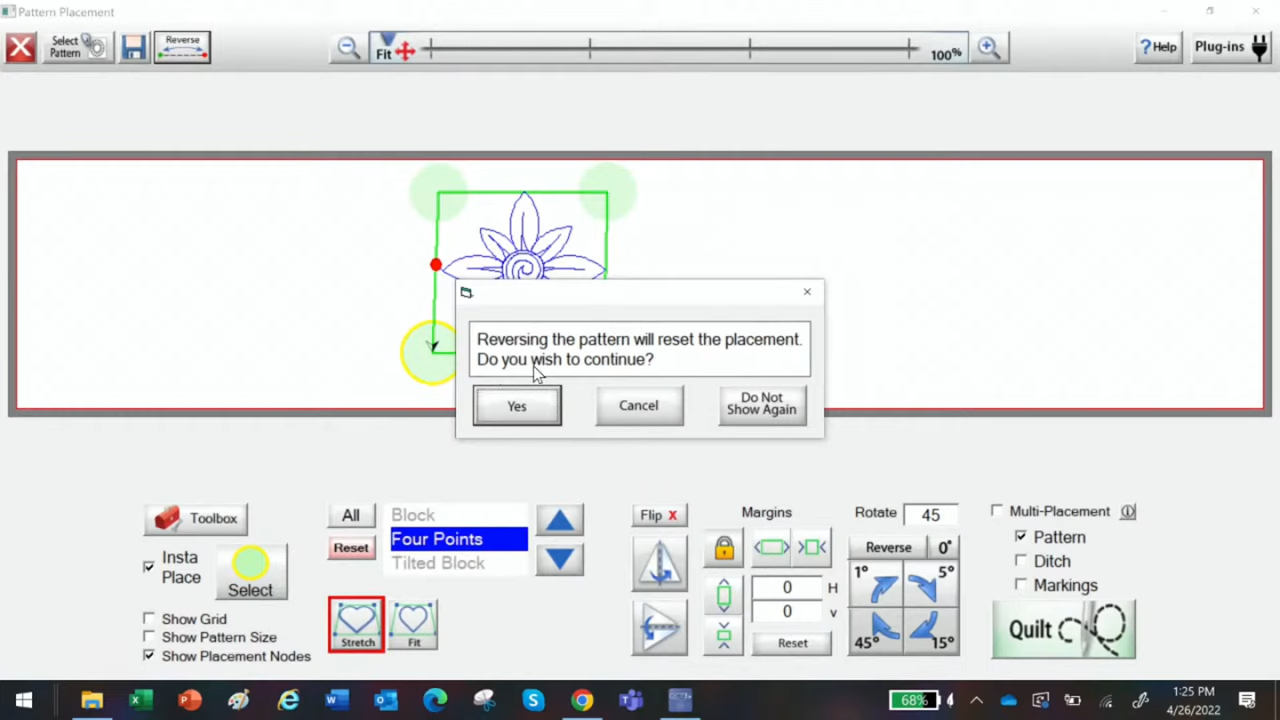 Pattern Placement
Select
Pattern
Reverse
Fit
100%
?Help
Plug-ins
Reversing the pattern will reset the placement.
Do you wish to continue?
Yes
Cancel
Do Not
Show Again
Toolbox
Insta
Place
Select
Show Grid
Show Pattern Size
Show Placement Nodes
All
Reset
Block
Four Points
Tilted Block
Stretch
Fit
Flip X
Margins
0 H
0 v
Reset
Rotate 45
Reverse 0°
1° 5°
45° 15°
Multi-Placement
Pattern
Ditch
Markings
Quilt
68%
1:25 PM
4/26/2022